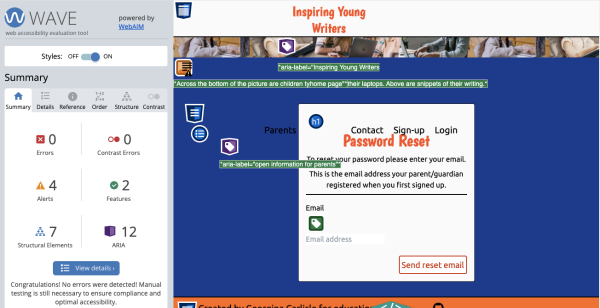 WAVE
powered by
WebAIM
web accessibility evaluation tool
Styles: OFF ON
Summary
Summary Details Reference Order Structure Contrast
0 0
Errors Contrast Errors
4 2
Alerts Features
7 12
Structural Elements ARIA
View details ›
Congratulations! No errors were detected! Manual
testing is still necessary to ensure compliance and
optimal accessibility.
Inspiring Young
Writers
*aria-label="Inspiring Young Writers
"Across the bottom of the picture are children ty home page" their laptops. Above are snippets of their writing."
h1
Parents Contact Sign-up Login
Password Reset
To reset your password please enter your email.
*aria-label="open information for parents"
This is the email address your parent/guardian
registered when you first signed up.
Email
Email address
Send reset email
Created by Georgina Carlisle for education